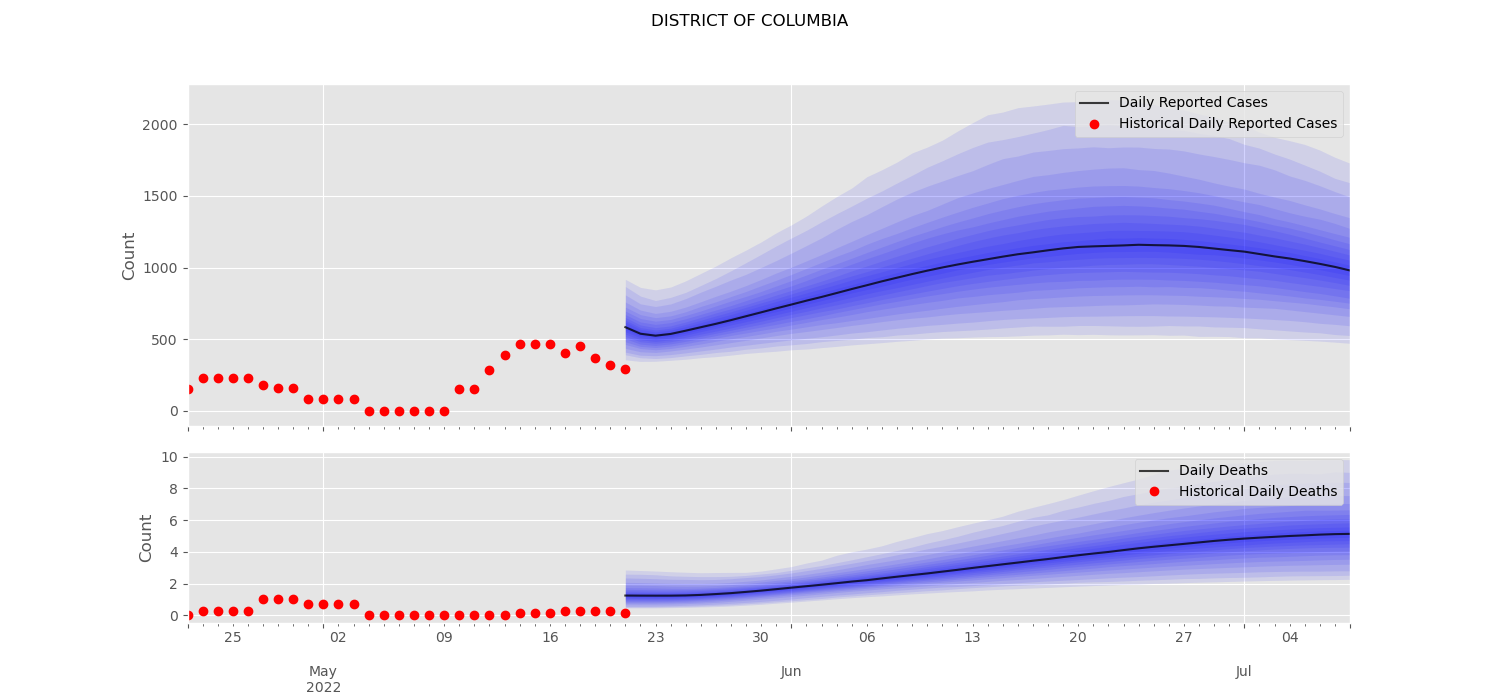 DISTRICT OF COLUMBIA
Daily Reported Cases
Historical Daily Reported Cases
Count
2000
1500
1000
500
0
Daily Deaths
Historical Daily Deaths
Count
10
8
6
4
2
0
25 02 09 16 23 30 06 13 20 27 04
May Jun Jul
2022